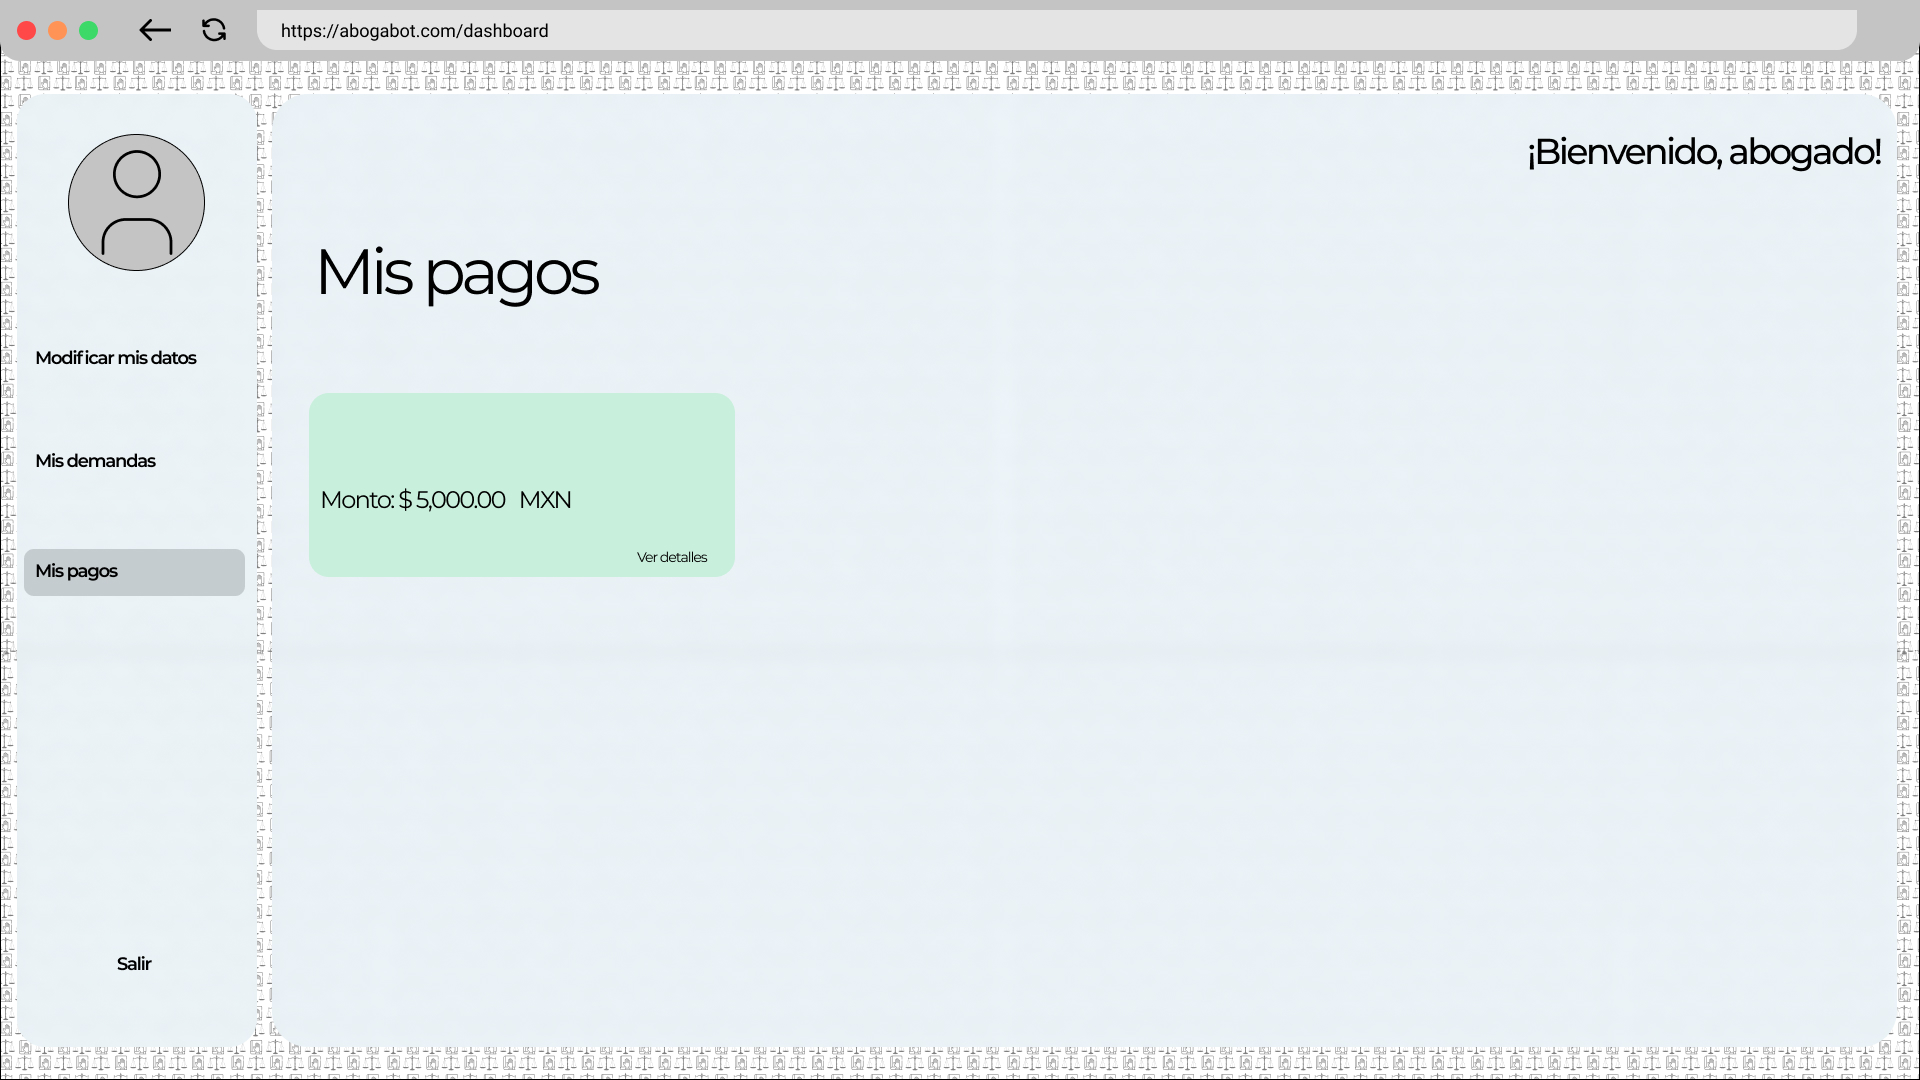 https://abogabot.com/dashboard
¡Bienvenido, abogado!
Mis pagos
Modificar mis datos
Mis demandas
Mis pagos
Monto: $ 5,000.00 MXN
Ver detalles
Salir